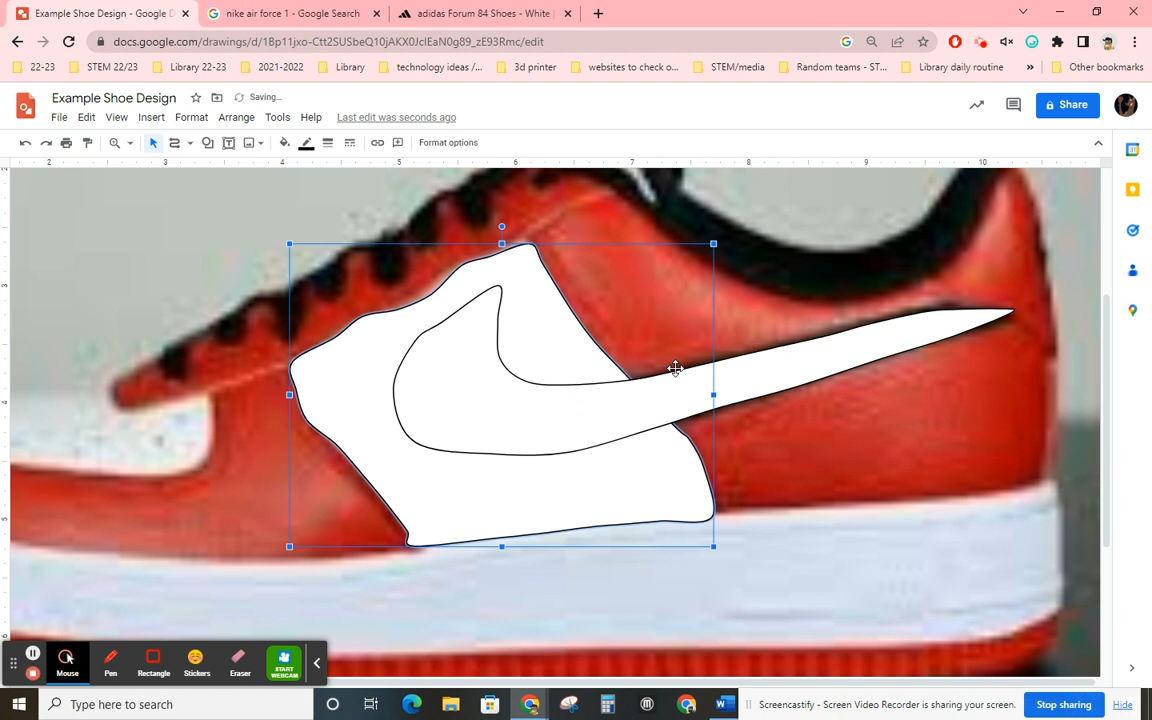 Example Shoe Design - Google D
nike air force 1 - Google Search
adidas Forum 84 Shoes - White
docs.google.com/drawings/d/1Bp11jxo-Ctt2SUSbeQ10jAKX0JclEaN0g89_zE93Rmc/edit
22-23 STEM 22/23 Library 22-23 2021-2022 Library technology ideas /... 3d printer websites to check o... STEM/media Random teams - ST... Library daily routine » Other bookmarks
Example Shoe Design Saving...
Share
File Edit View Insert Format Arrange Tools Help Last edit was seconds ago
Format options
2 3 4 5 6 7 8 9 10
3
4
5
6
Mouse Pen Rectangle Stickers Eraser START WEBCAM
Type here to search
Screencastify - Screen Video Recorder is sharing your screen. Stop sharing Hide